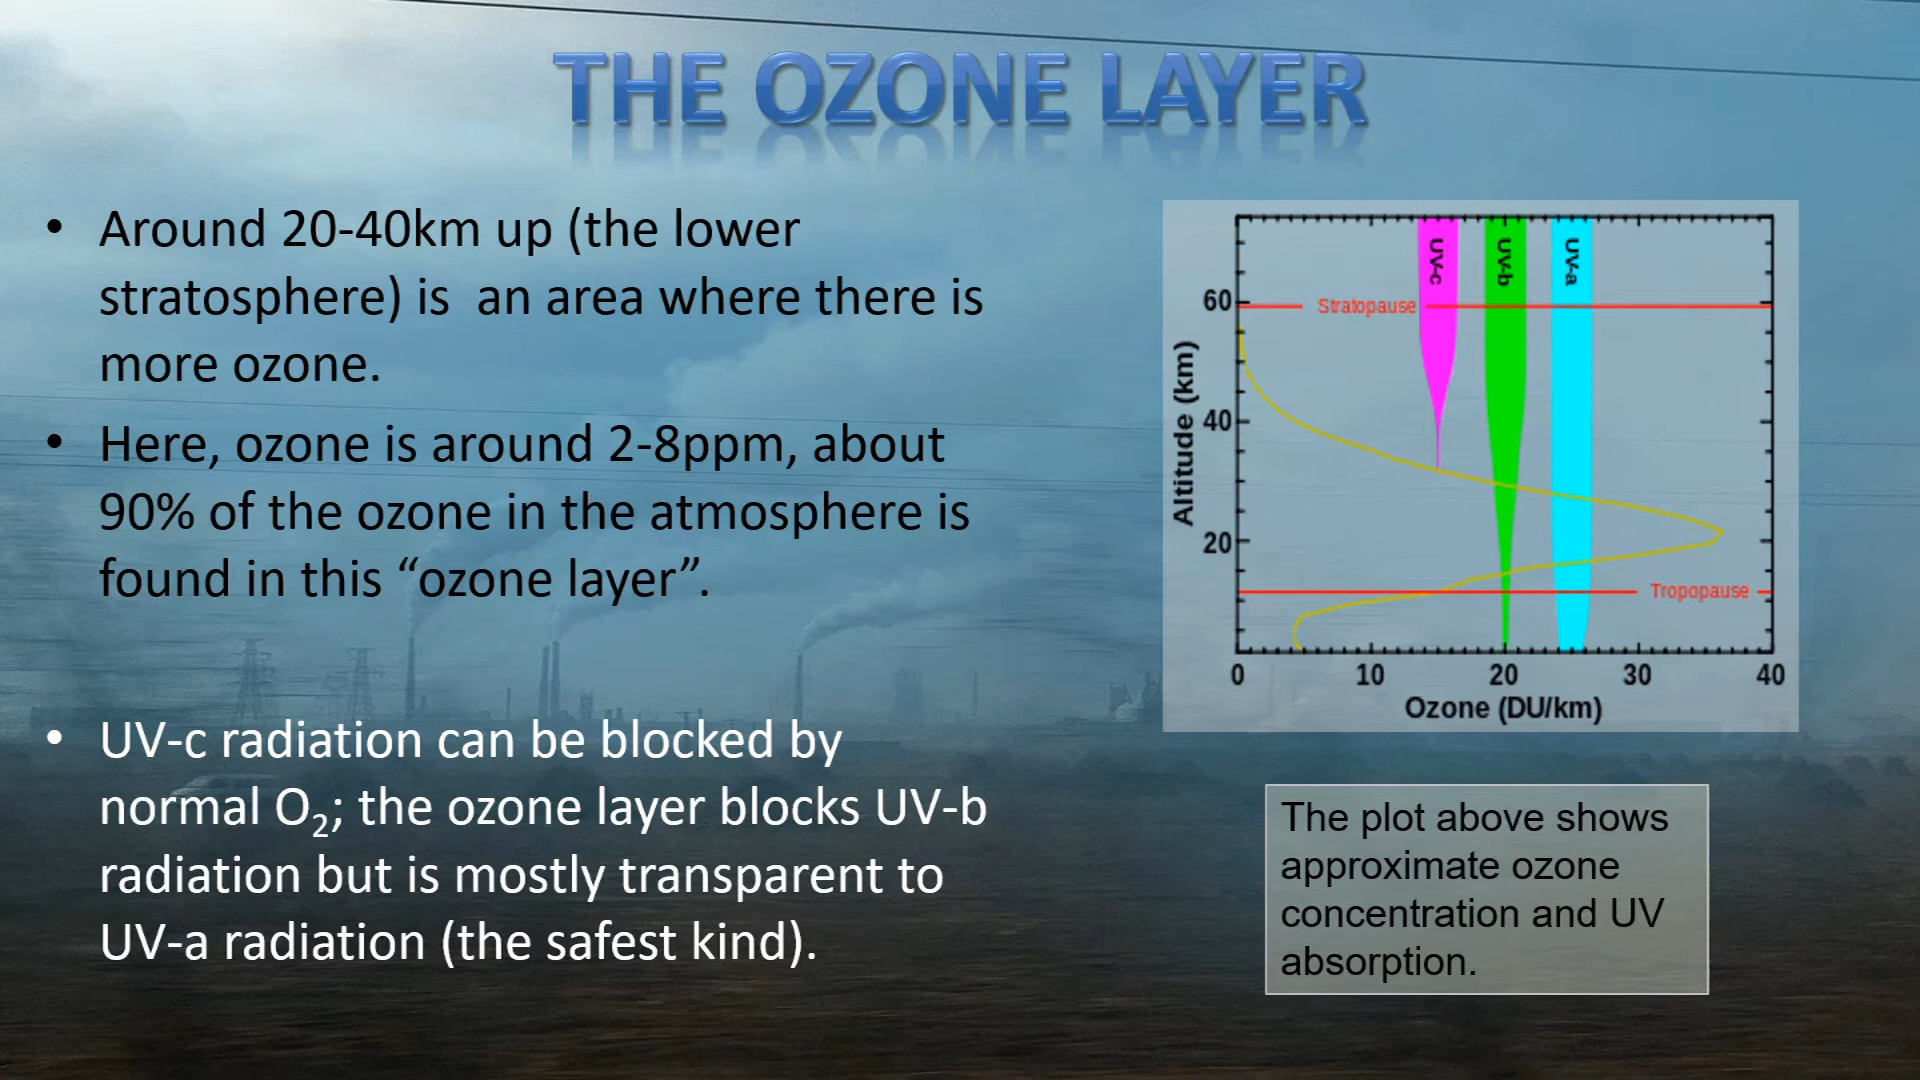 THE OZONE LAYER
• Around 20-40km up (the lower
stratosphere) is  an area where there is
more ozone.
• Here, ozone is around 2-8ppm, about
90% of the ozone in the atmosphere is
found in this “ozone layer”.
• UV-c radiation can be blocked by
normal O₂; the ozone layer blocks UV-b
radiation but is mostly transparent to
UV-a radiation (the safest kind).
UV-c
UV-b
UV-a
60
Stratopause
Altitude (km)
40
20
Tropopause
0 10 20 30 40
Ozone (DU/km)
The plot above shows
approximate ozone
concentration and UV
absorption.